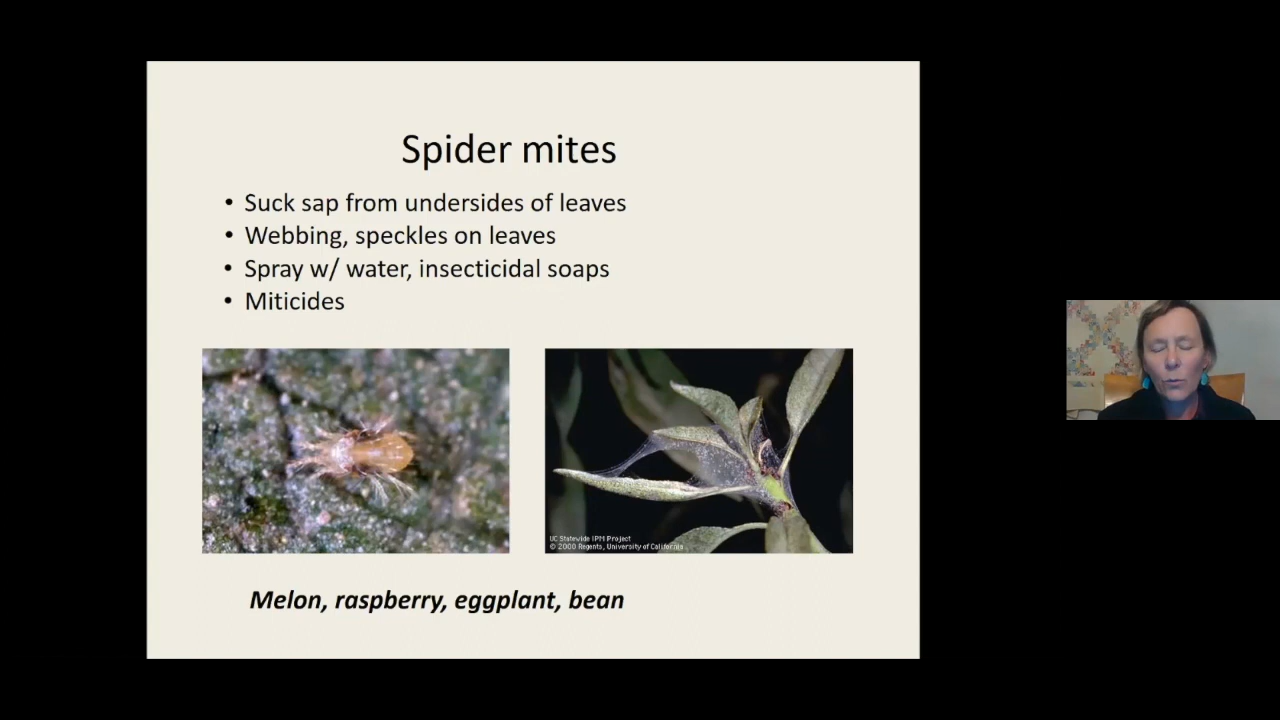 Spider mites
• Suck sap from undersides of leaves
• Webbing, speckles on leaves
• Spray w/ water, insecticidal soaps
• Miticides
UC Statewide IPM Project
© 2000 Regents, University of California
Melon, raspberry, eggplant, bean